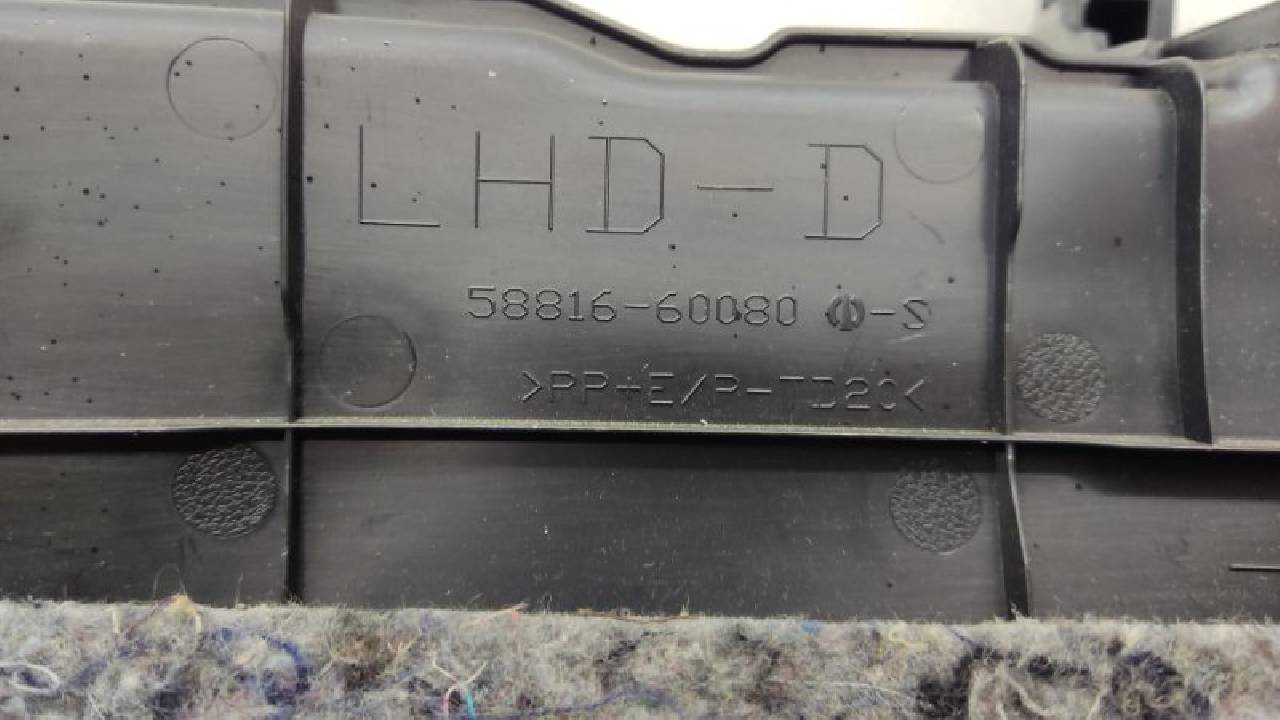 LHD-D
58816-60080 -S
>PP+E/P-TD20<